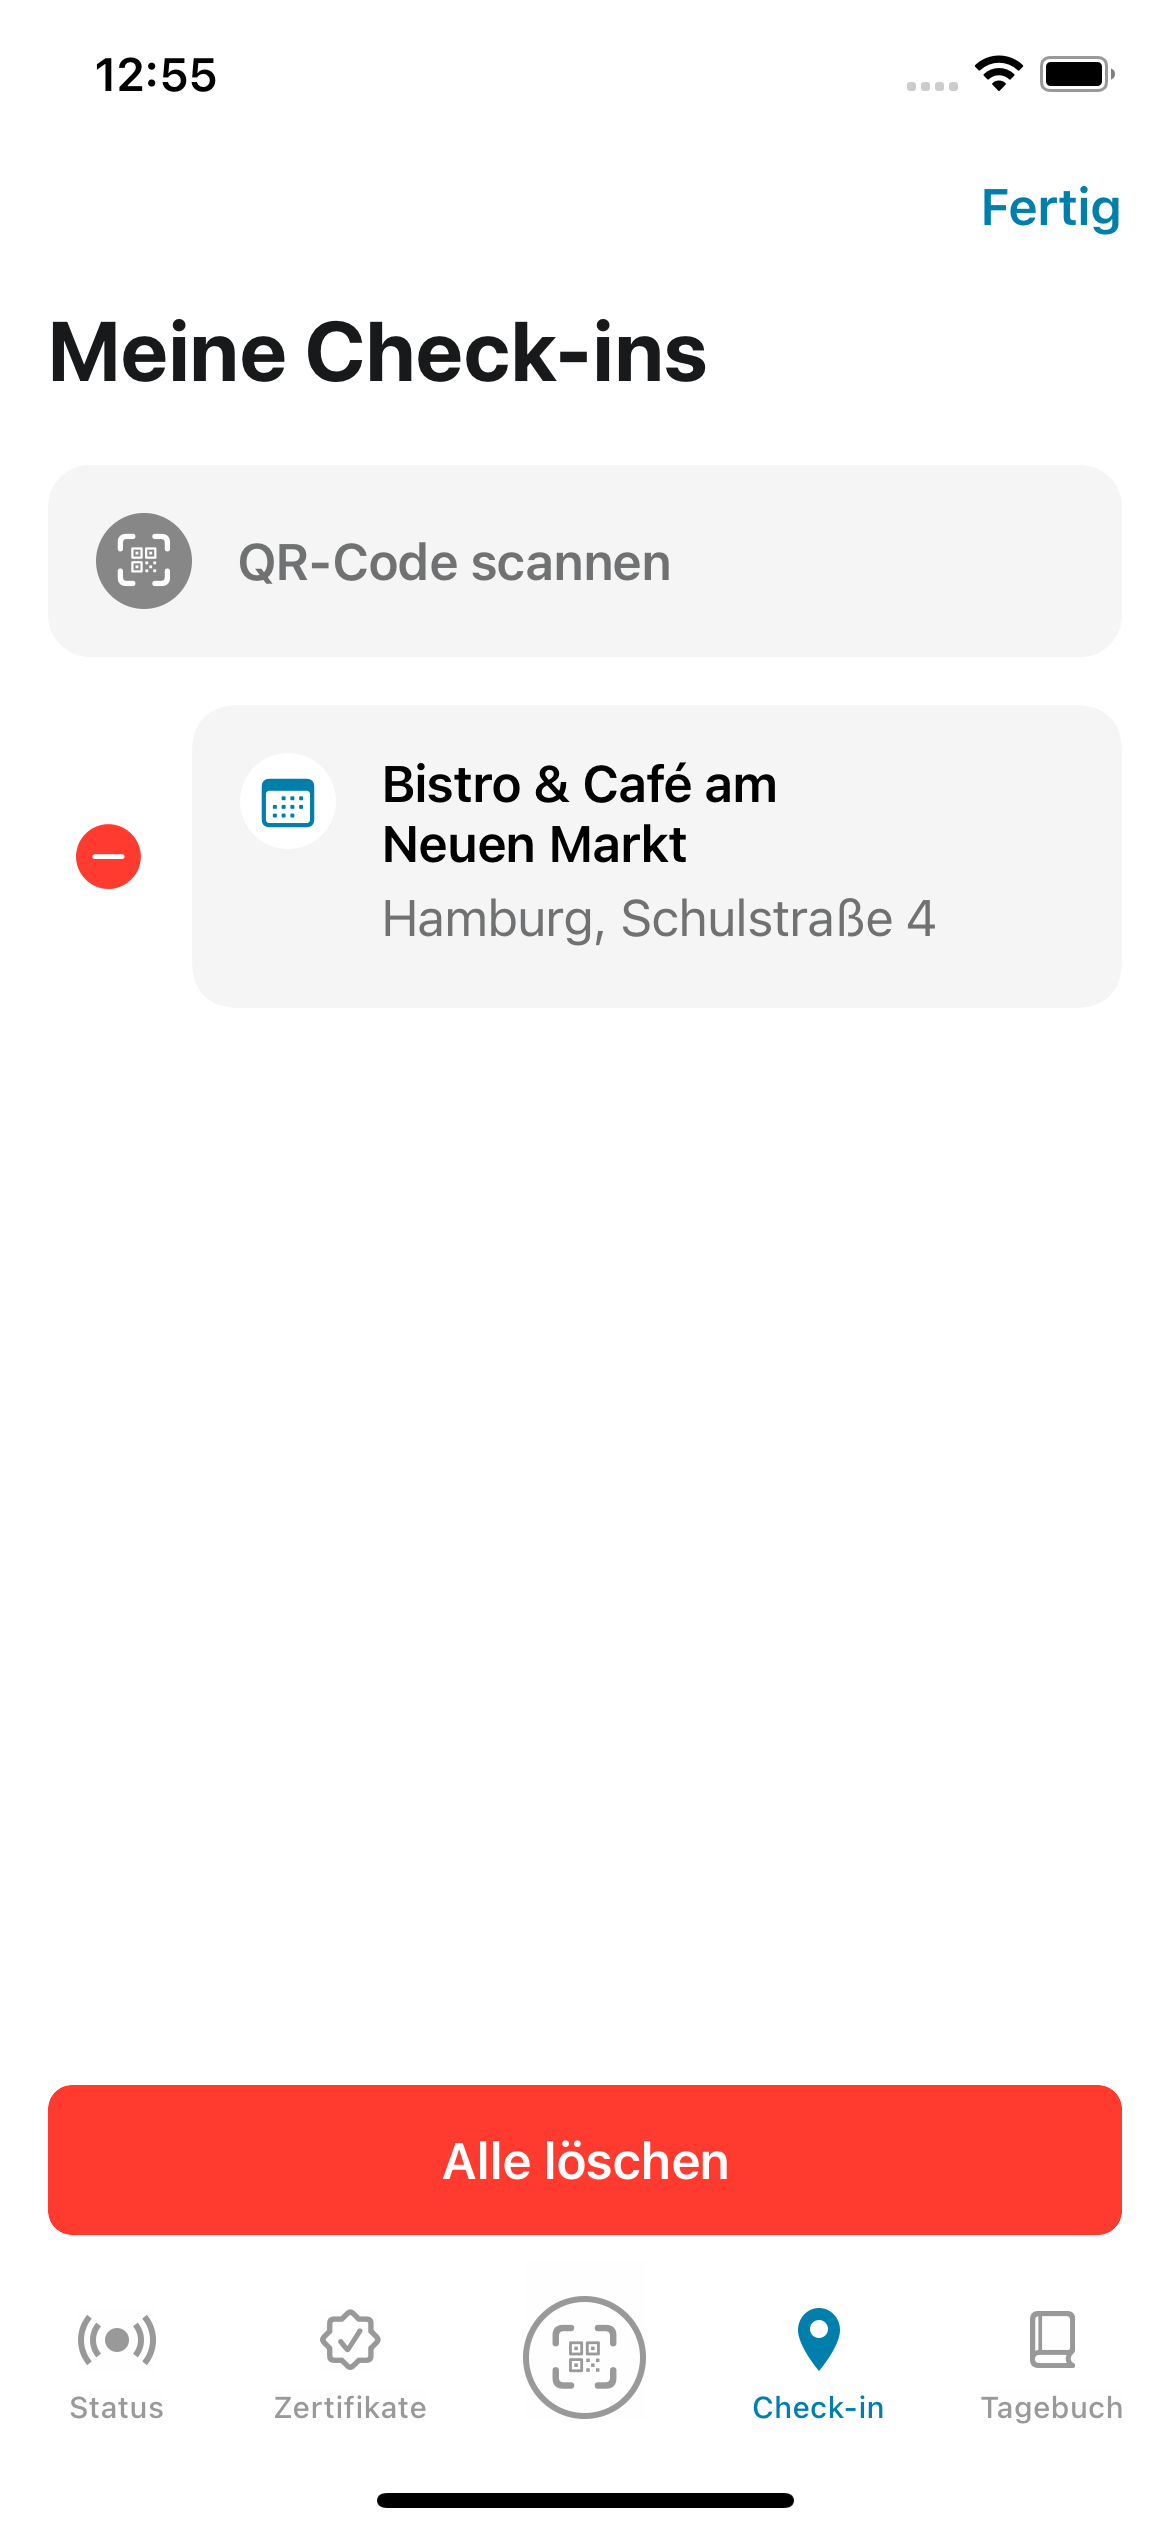 12:55
Fertig
Meine Check-ins
QR-Code scannen
Bistro & Café am
Neuen Markt
Hamburg, Schulstraße 4
Alle löschen
Status
Zertifikate
Check-in
Tagebuch